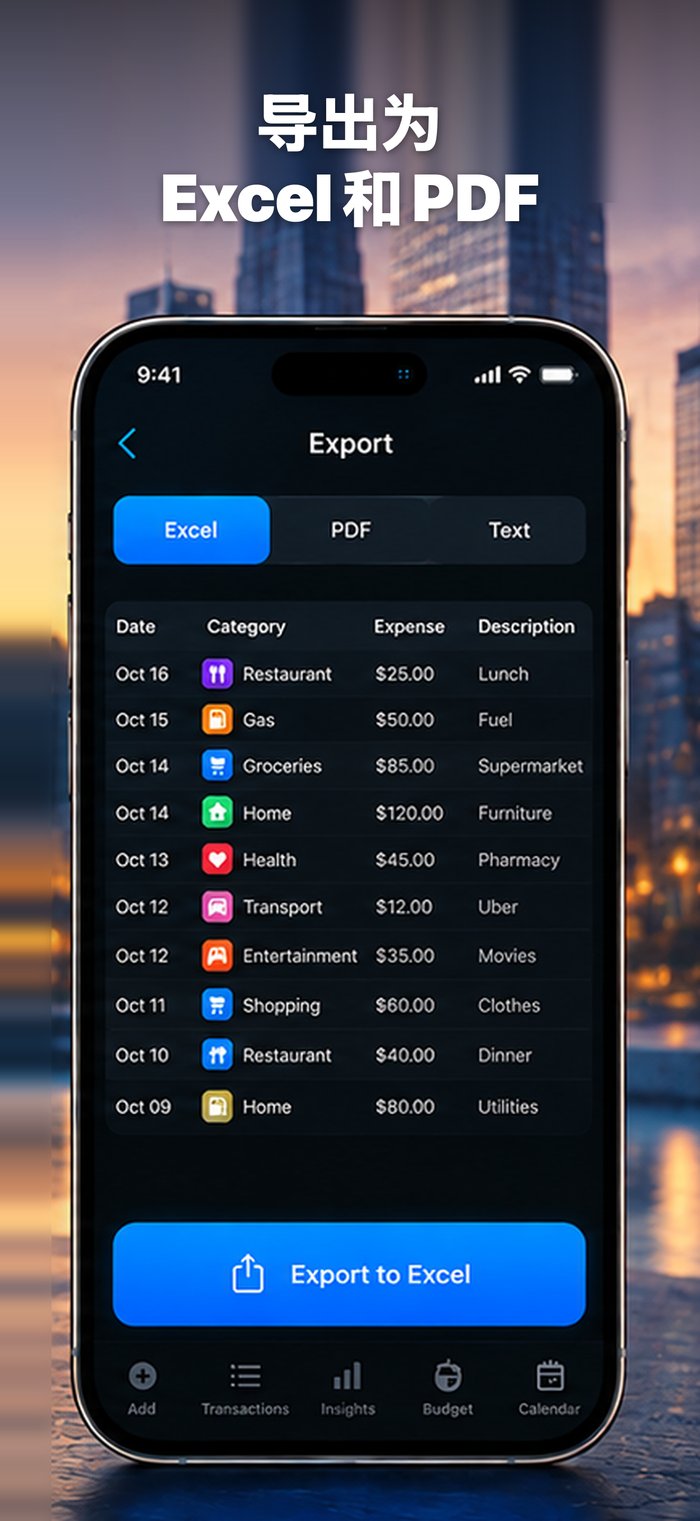 导出为
Excel 和 PDF
9:41
Export
Excel PDF Text
Date Category Expense Description
Oct 16 Restaurant $25.00 Lunch
Oct 15 Gas $50.00 Fuel
Oct 14 Groceries $85.00 Supermarket
Oct 14 Home $120.00 Furniture
Oct 13 Health $45.00 Pharmacy
Oct 12 Transport $12.00 Uber
Oct 12 Entertainment $35.00 Movies
Oct 11 Shopping $60.00 Clothes
Oct 10 Restaurant $40.00 Dinner
Oct 09 Home $80.00 Utilities
Export to Excel
Add Transactions Insights Budget Calendar